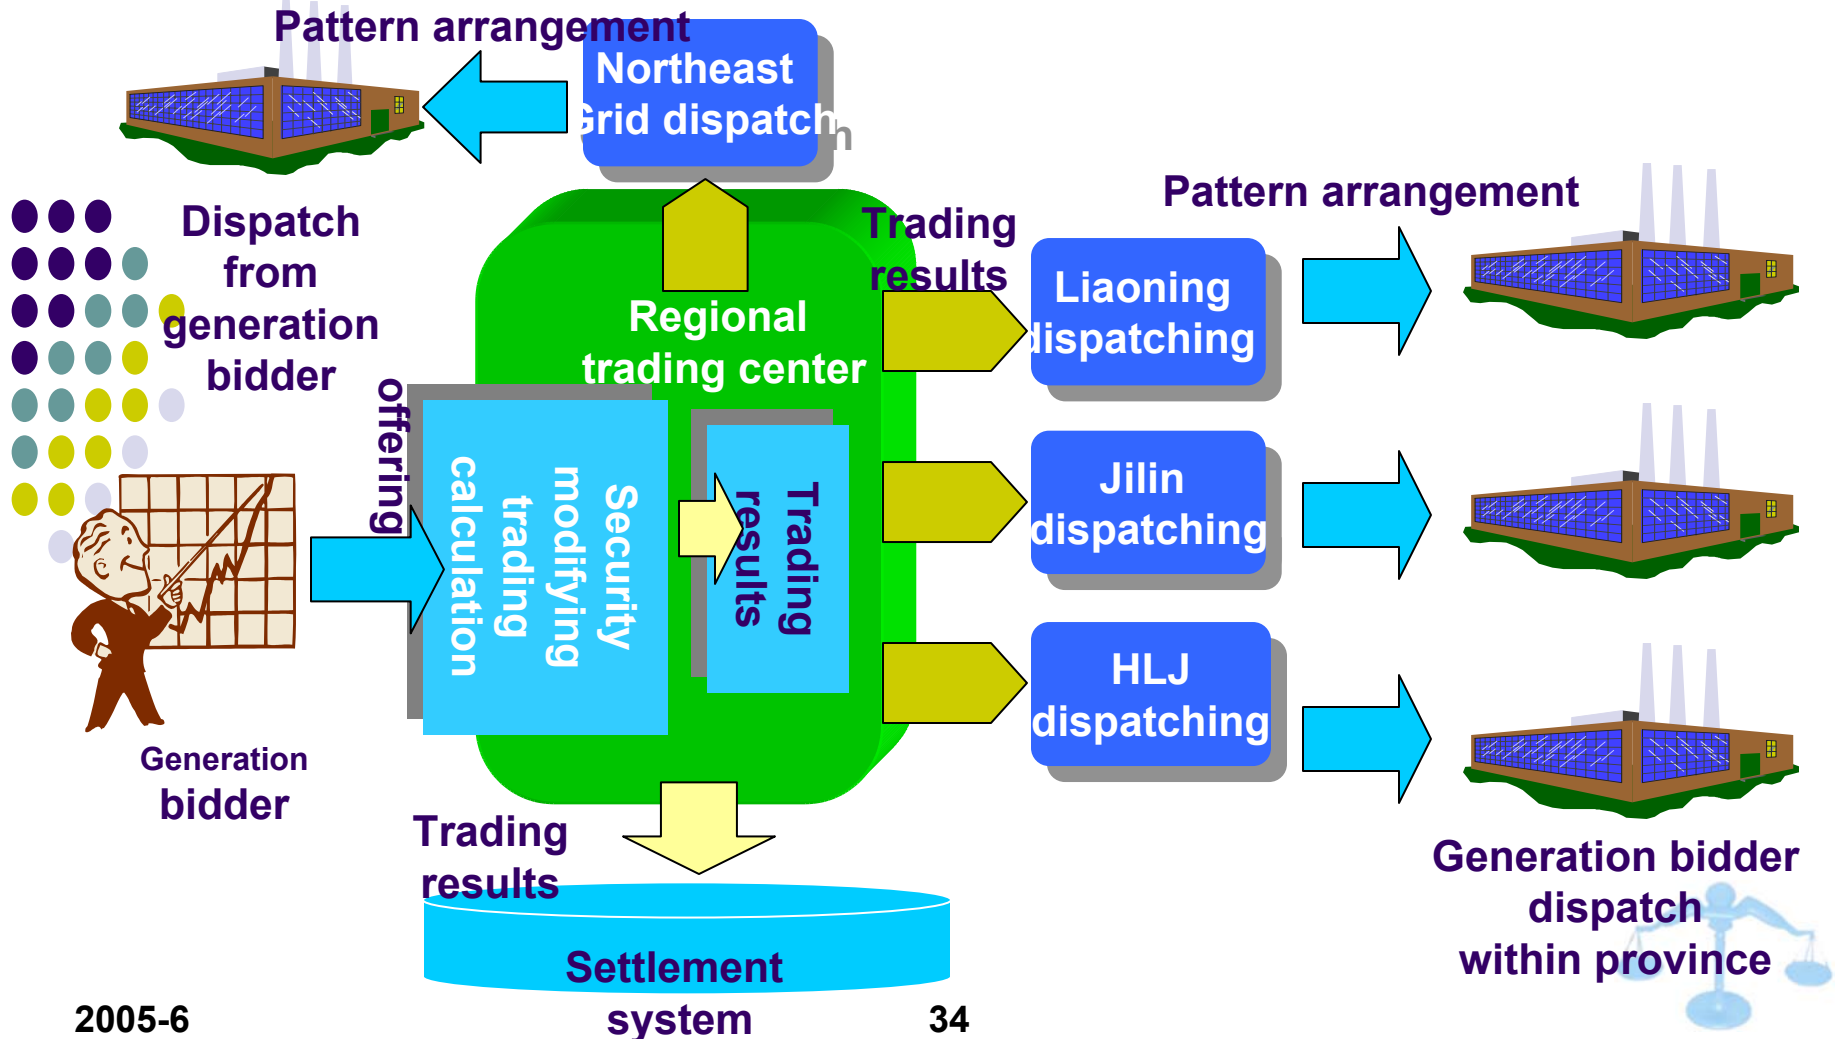 Pattern arrangement
Northeast
Grid dispatch
Dispatch
from
generation
bidder
Trading
results
Pattern arrangement
Regional
trading center
Liaoning
dispatching
offering
Security
modifying
trading
calculation
Trading
results
Jilin
dispatching
HLJ
dispatching
Generation
bidder
Trading
results
Settlement
system
Generation bidder
dispatch
within province
2005-6
34